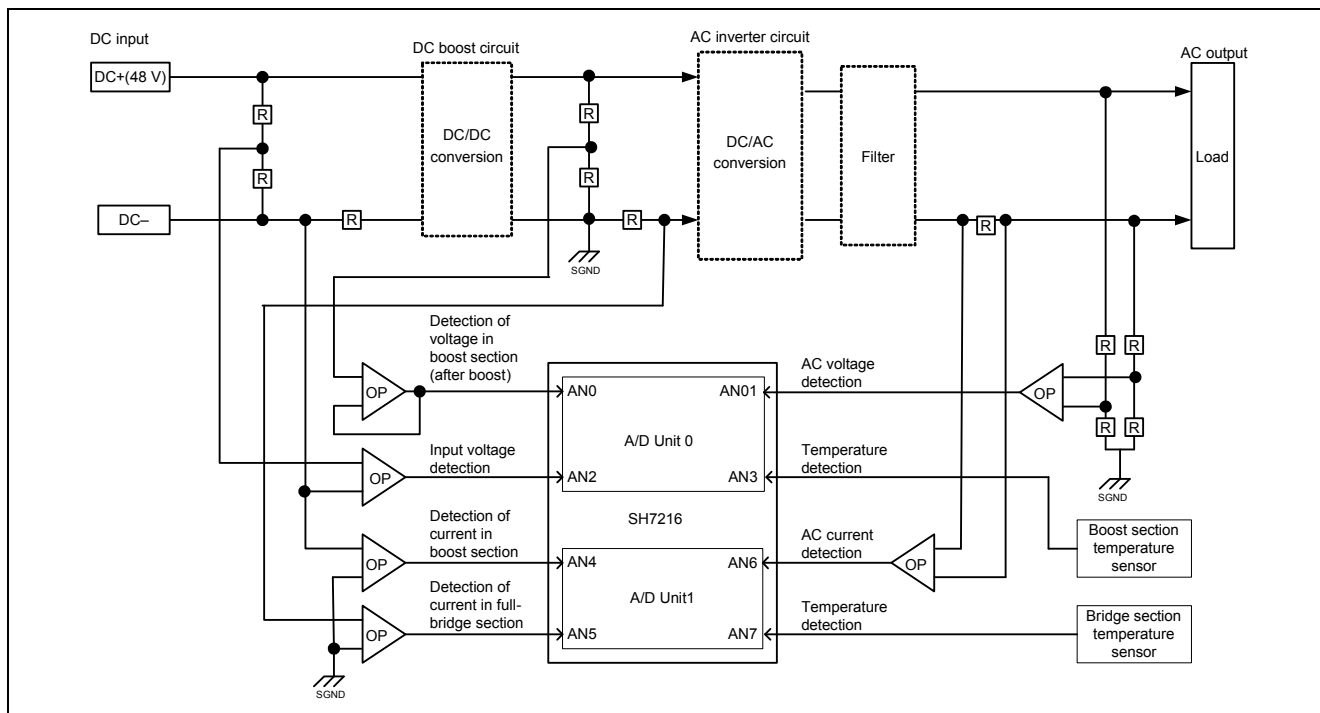 DC input
DC boost circuit
AC inverter circuit
AC output
DC+(48 V)
R
R
DC/DC
conversion
R
R
DC/AC
conversion
Filter
Load
DC–
R
R
R
SGND
Detection of
voltage in
boost section
(after boost)
OP
AN0
AN01
AC voltage
detection
OP
R
R
R
R
SGND
A/D Unit 0
Input voltage
detection
OP
AN2
AN3
Temperature
detection
SH7216
Boost section
temperature
sensor
Detection of
current in
boost section
OP
AN4
AN6
AC current
detection
OP
A/D Unit1
Detection of
current in full-
bridge section
OP
AN5
AN7
Temperature
detection
Bridge section
temperature
sensor
SGND